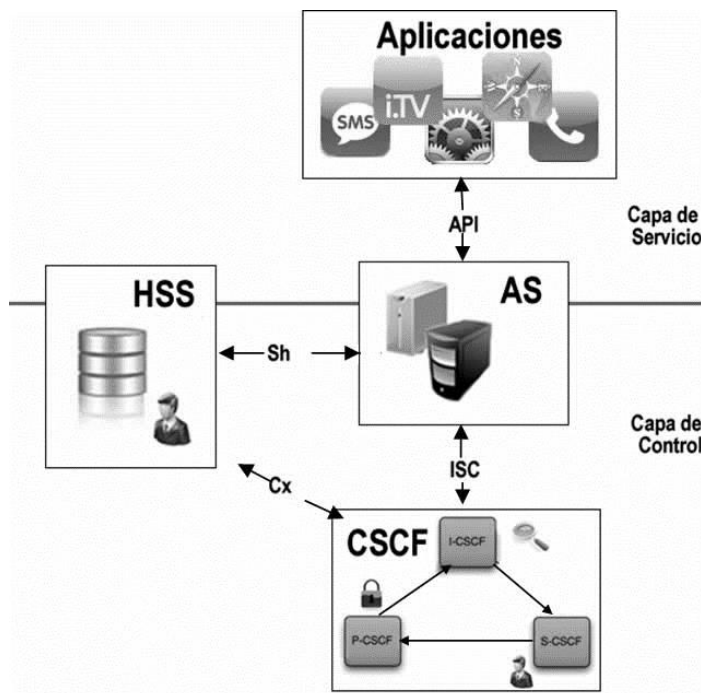 Aplicaciones
SMS
i.TV
N
S
API
Capa de
Servicio
HSS
AS
Sh
Capa de
Control
ISC
Cx
CSCF
I-CSCF
P-CSCF
S-CSCF